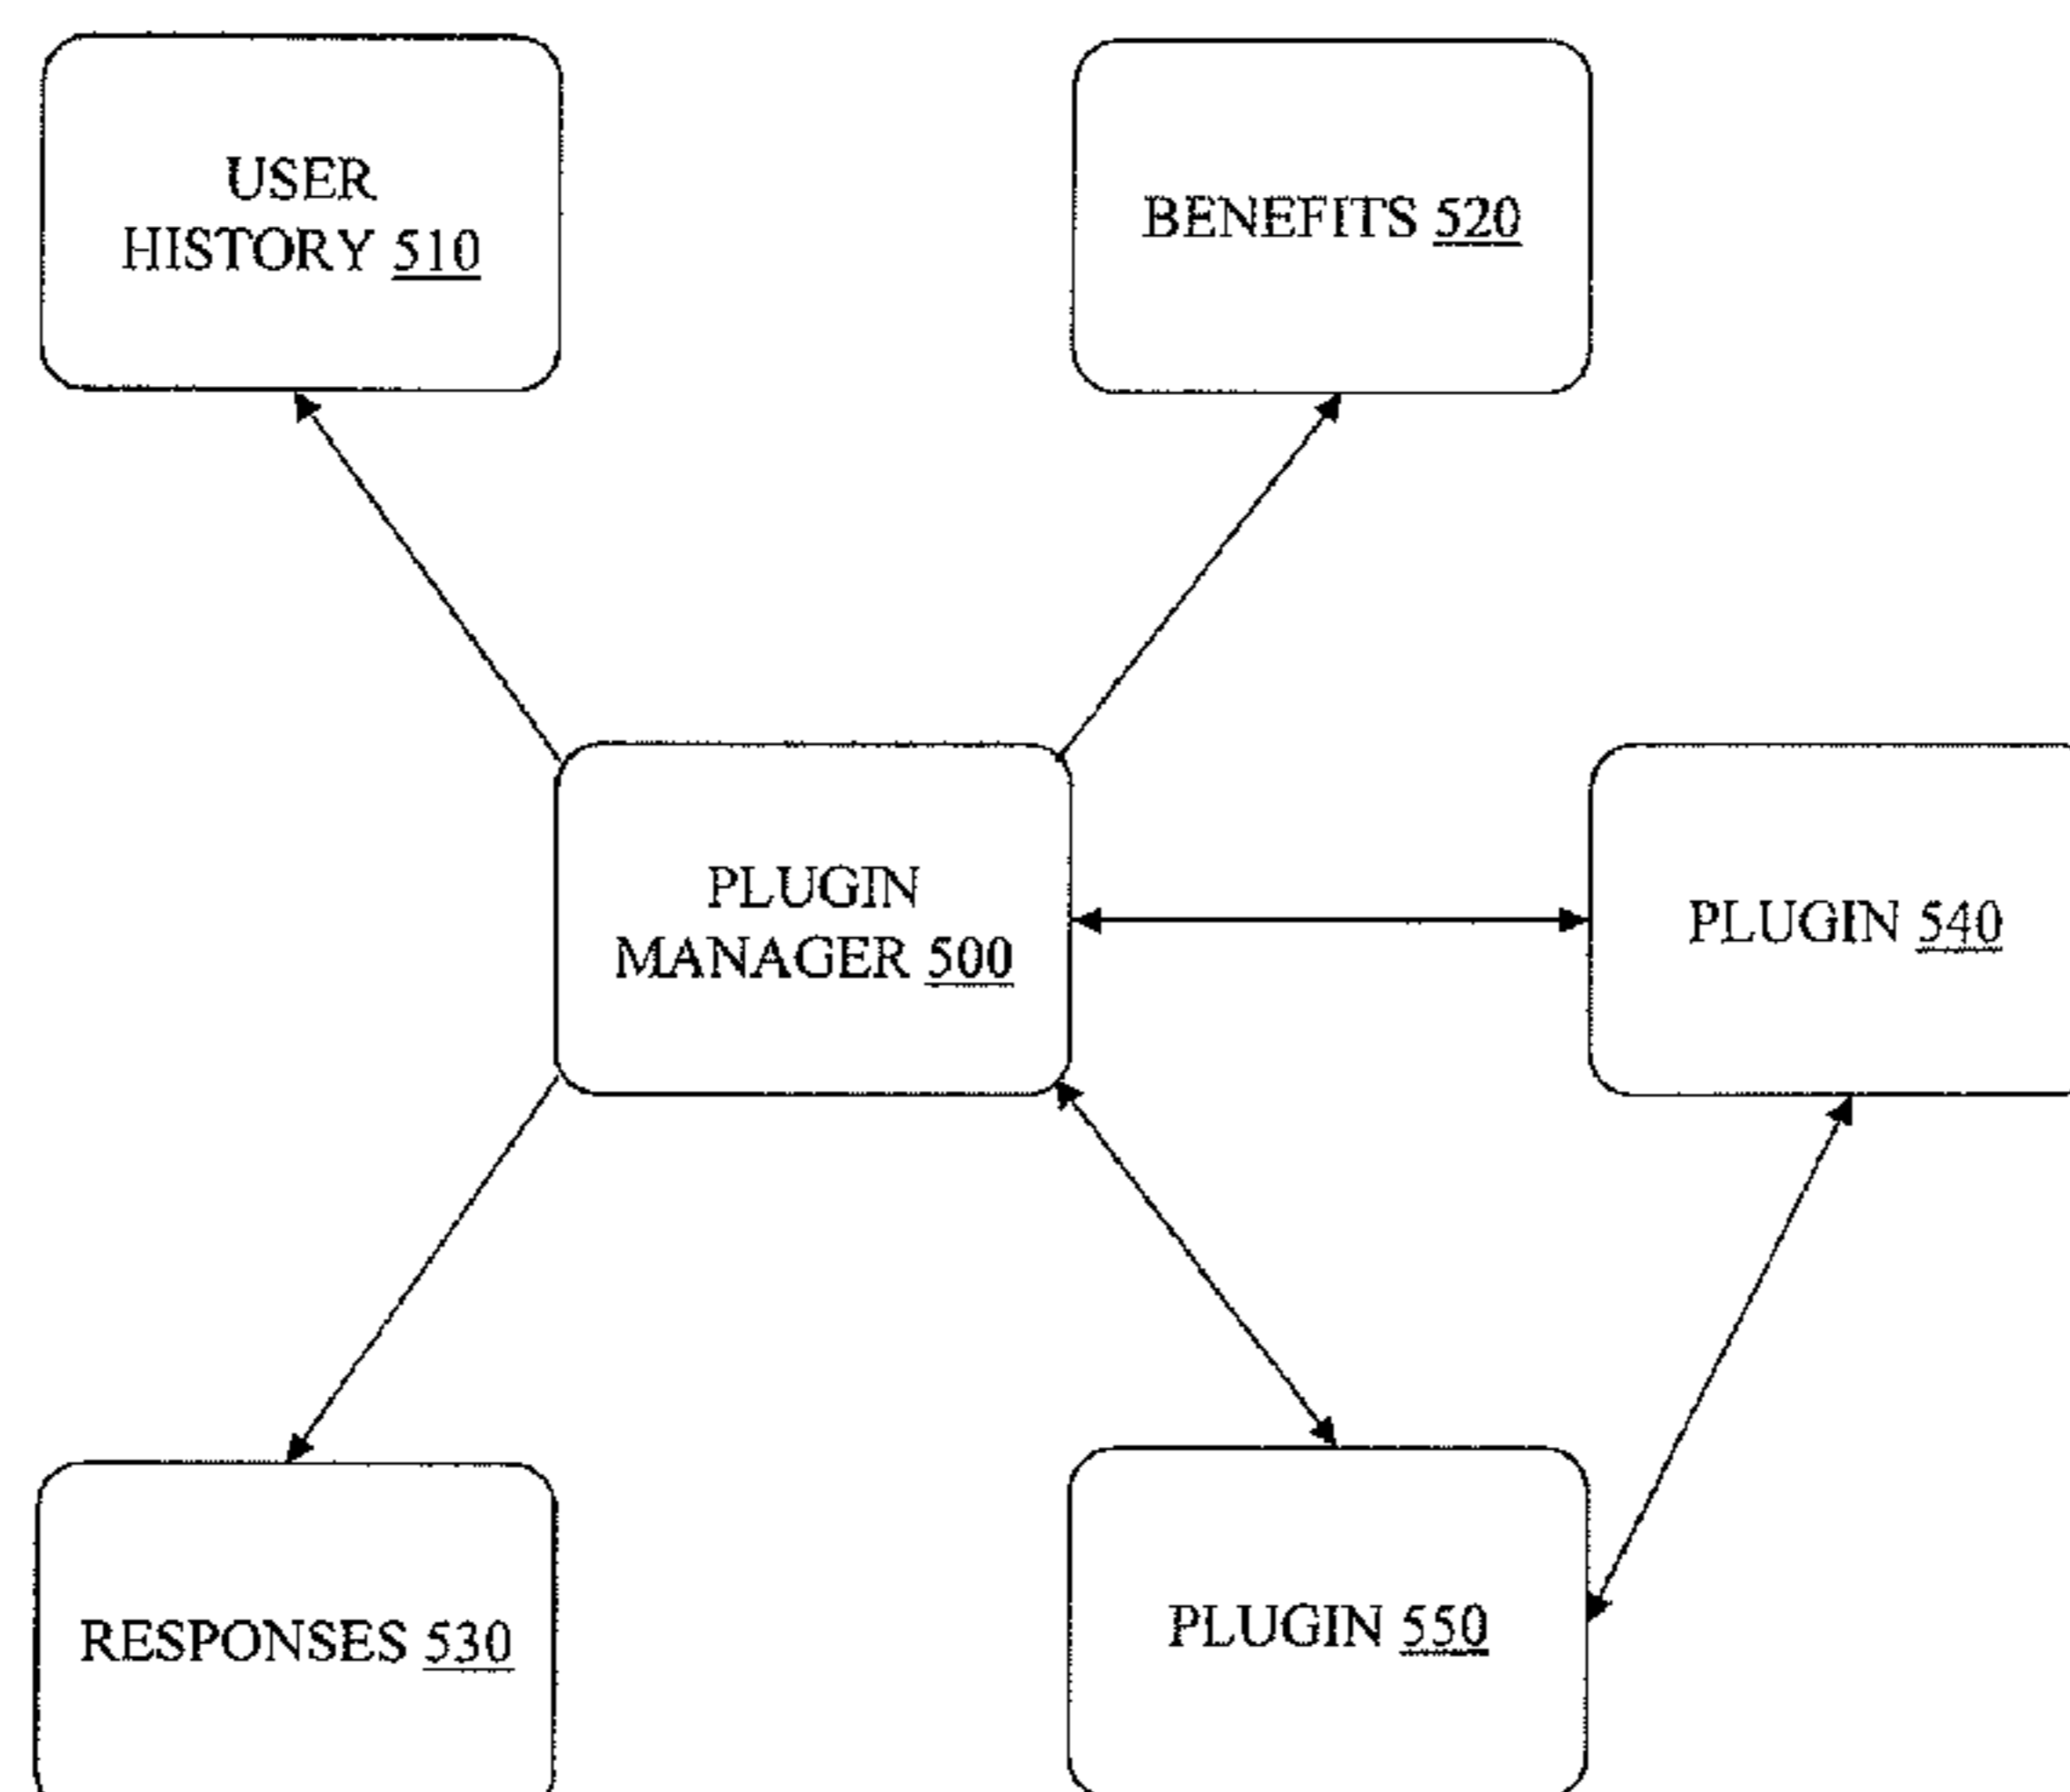 USER
HISTORY 510
BENEFITS 520
PLUGIN
MANAGER 500
PLUGIN 540
RESPONSES 530
PLUGIN 550